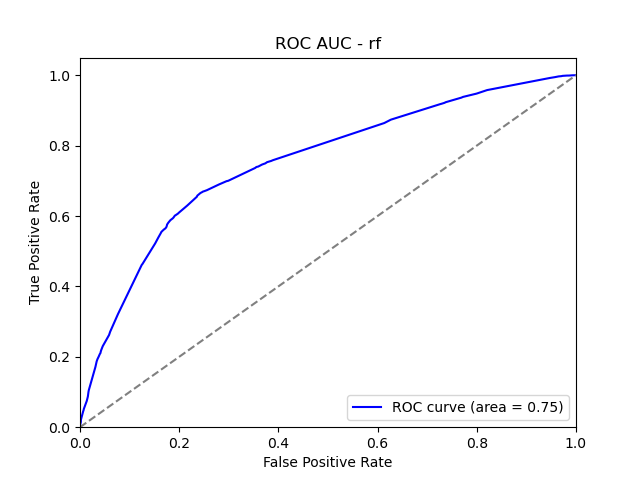 ROC AUC - rf
True Positive Rate
1.0
0.8
0.6
0.4
0.2
0.0
ROC curve (area = 0.75)
0.0 0.2 0.4 0.6 0.8 1.0
False Positive Rate